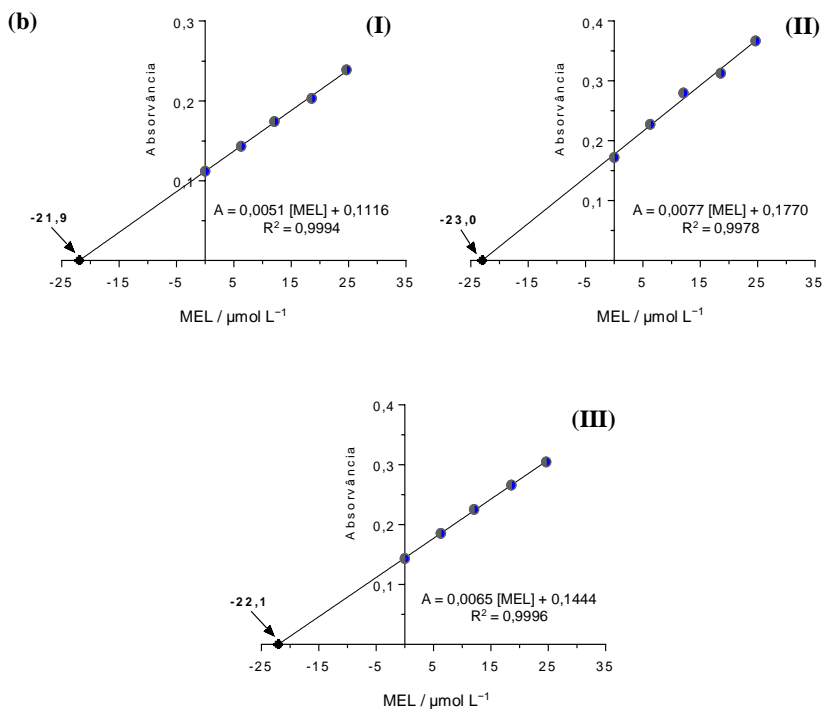 (b)
(I)
0,3
0,2
0,1
Absorvância
A = 0,0051 [MEL] + 0,1116
R² = 0,9994
-21,9
-25 -15 -5 5 15 25 35
MEL / µmol L⁻¹
(II)
0,4
0,3
0,2
0,1
Absorvância
A = 0,0077 [MEL] + 0,1770
R² = 0,9978
-23,0
-25 -15 -5 5 15 25 35
MEL / µmol L⁻¹
(III)
0,4
0,3
0,2
0,1
Absorvância
A = 0,0065 [MEL] + 0,1444
R² = 0,9996
-22,1
-25 -15 -5 5 15 25 35
MEL / µmol L⁻¹